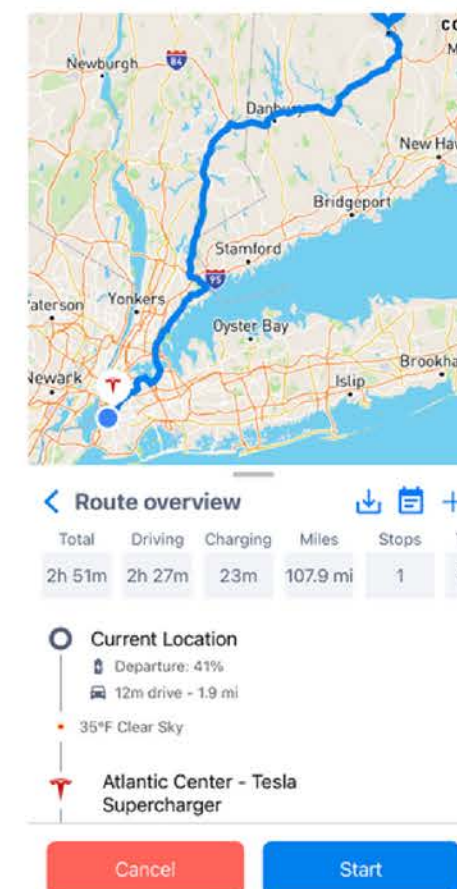 CO
M
Newburgh
84
Danbury
New Hav
Bridgeport
Stamford
95
aterson
Yonkers
Oyster Bay
Brookha
Newark
Islip
Route overview
Total Driving Charging Miles Stops
2h 51m 2h 27m 23m 107.9 mi 1
Current Location
Departure: 41%
12m drive - 1.9 mi
35°F Clear Sky
Atlantic Center - Tesla
Supercharger
Cancel Start